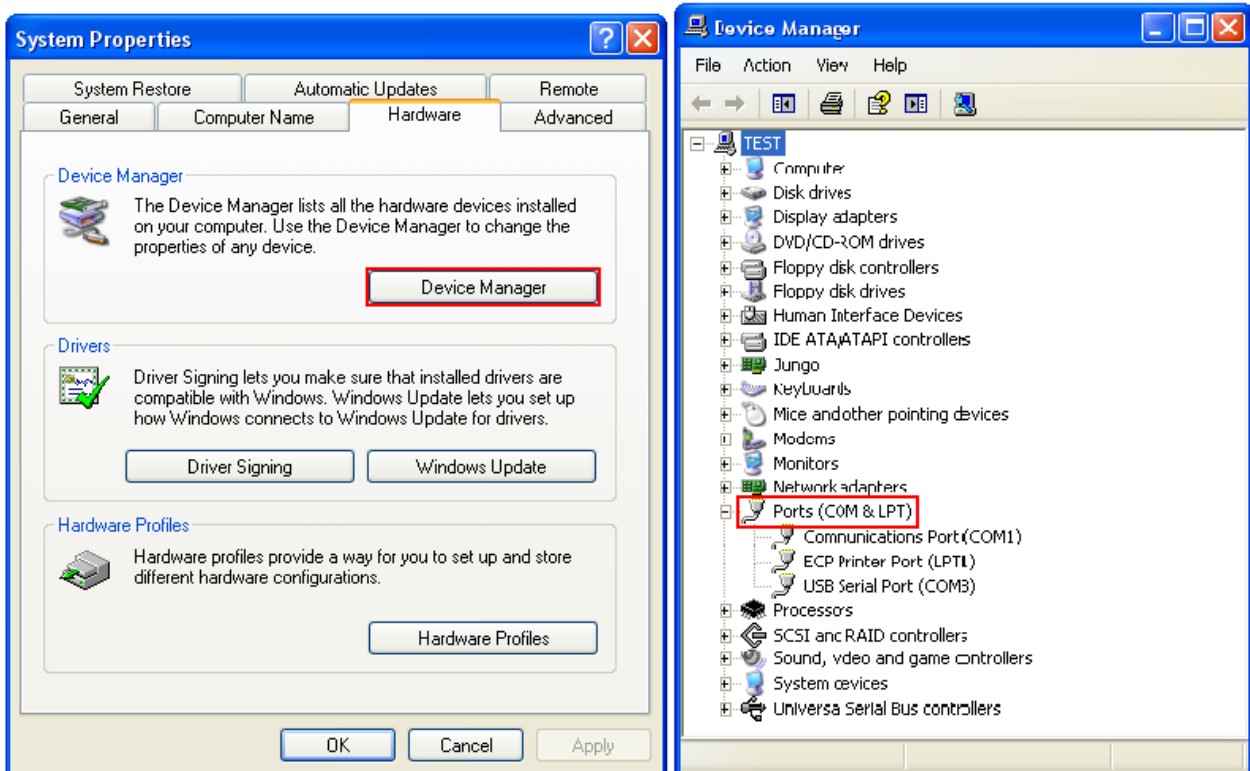 System Properties
System Restore
Automatic Updates
Remote
General
Computer Name
Hardware
Advanced
Device Manager
The Device Manager lists all the hardware devices installed
on your computer. Use the Device Manager to change the
properties of any device.
Device Manager
Drivers
Driver Signing lets you make sure that installed drivers are
compatible with Windows. Windows Update lets you set up
how Windows connects to Windows Update for drivers.
Driver Signing
Windows Update
Hardware Profiles
Hardware profiles provide a way for you to set up and store
different hardware configurations.
Hardware Profiles
OK
Cancel
Apply
Device Manager
File Action View Help
TEST
Computer
Disk drives
Display adapters
DVD/CD-ROM drives
Floppy disk controllers
Floppy disk drives
Human Interface Devices
IDE ATA/ATAPI controllers
Jungo
Keyboards
Mice and other pointing devices
Modems
Monitors
Network adapters
Ports (COM & LPT)
Communications Port (COM1)
ECP Printer Port (LPT1)
USB Serial Port (COM3)
Processors
SCSI and RAID controllers
Sound, video and game controllers
System devices
Universal Serial Bus controllers